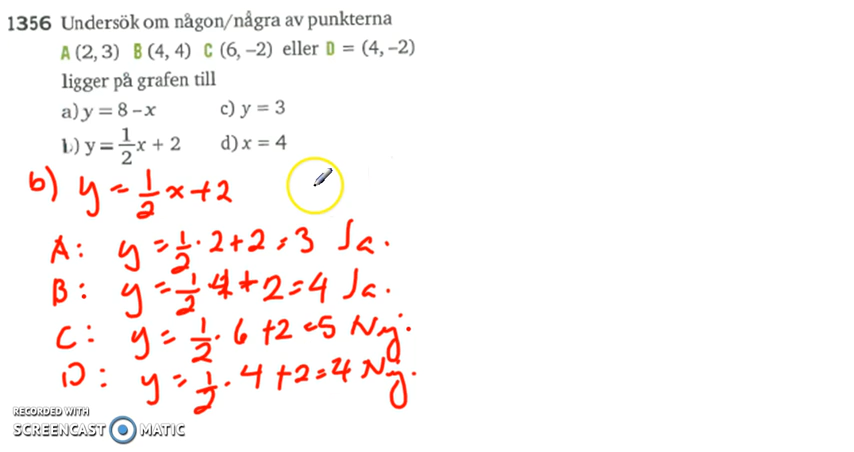 1356 Undersök om någon/några av punkterna
A (2, 3) B (4, 4) C (6, –2) eller D = (4, –2)
ligger på grafen till
a) y = 8 – x c) y = 3
b) y = 1/2 x + 2 d) x = 4
b) y = 1/2 x + 2
A: y = 1/2 · 2 + 2 = 3 Ja.
B: y = 1/2 · 4 + 2 = 4 Ja.
C: y = 1/2 · 6 + 2 = 5 Nej.
D: y = 1/2 · 4 + 2 = 4 Nej.
RECORDED WITH
SCREENCAST MATIC